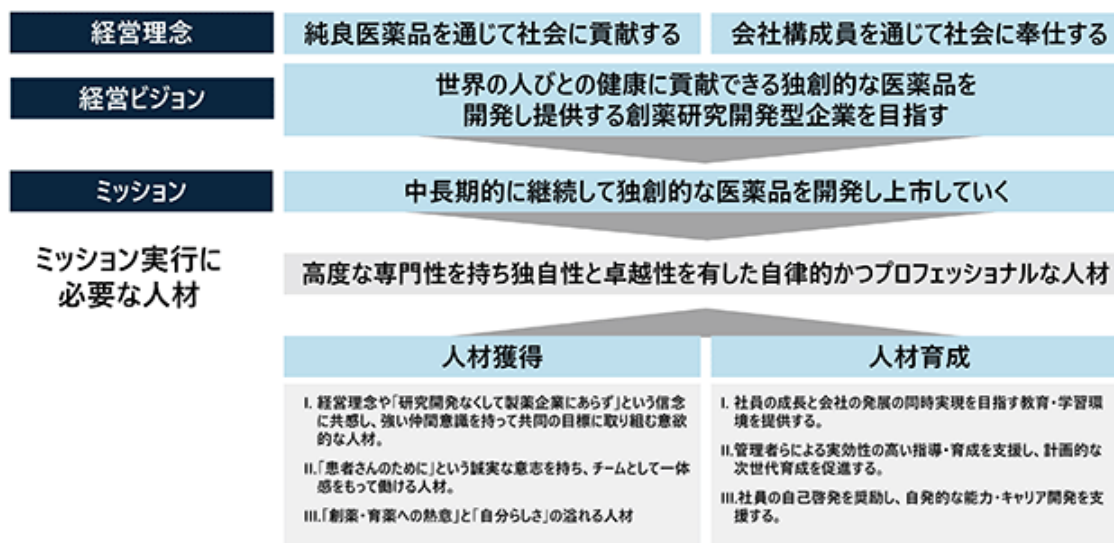 経営理念
純良医薬品を通じて社会に貢献する
会社構成員を通じて社会に奉仕する
経営ビジョン
世界の人びとの健康に貢献できる独創的な医薬品を
開発し提供する創薬研究開発型企業を目指す
ミッション
中長期的に継続して独創的な医薬品を開発し上市していく
ミッション実行に
必要な人材
高度な専門性を持ち独自性と卓越性を有した自律的かつプロフェッショナルな人材
人材獲得
I. 経営理念や「研究開発なくして製薬企業にあらず」という信念
に共感し、強い仲間意識を持って共同の目標に取り組む意欲
的な人材。
II.「患者さんのために」という誠実な意志を持ち、チームとして一体
感をもって働ける人材。
III.「創薬・育薬への熱意」と「自分らしさ」の溢れる人材
人材育成
I. 社員の成長と会社の発展の同時実現を目指す教育・学習環
境を提供する。
II.管理者らによる実効性の高い指導・育成を支援し、計画的な
次世代育成を促進する。
III.社員の自己啓発を奨励し、自発的な能力・キャリア開発を支
援する。